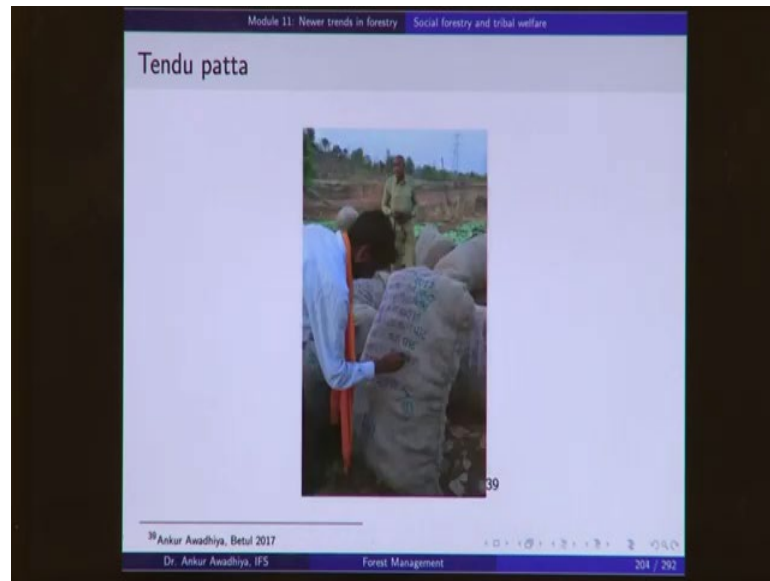 Module 11: Newer trends in forestry Social forestry and tribal welfare
Tendu patta
39
39 Ankur Awadhiya, Betul 2017
Dr. Ankur Awadhiya, IFS Forest Management 204 / 292